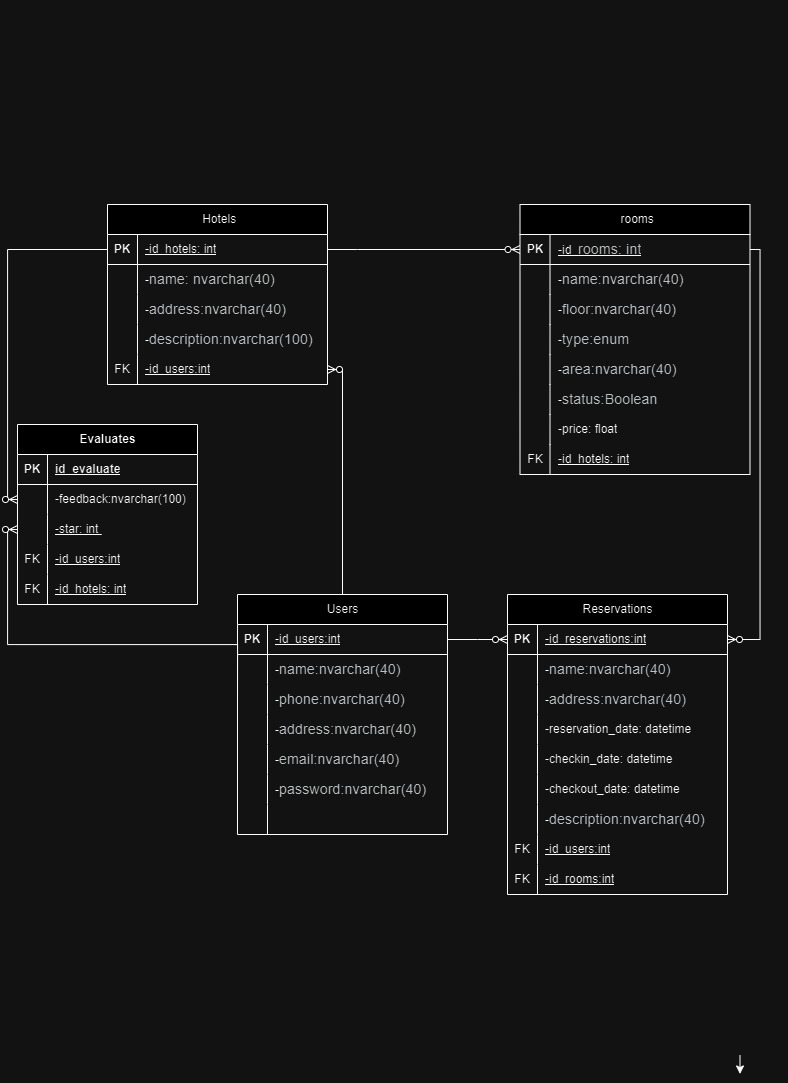 Hotels
PK -id_hotels: int
-name: nvarchar(40)
-address:nvarchar(40)
-description:nvarchar(100)
FK -id_users:int
rooms
PK -id_rooms: int
-name:nvarchar(40)
-floor:nvarchar(40)
-type:enum
-area:nvarchar(40)
-status:Boolean
-price: float
FK -id_hotels: int
Evaluates
PK id_evaluate
-feedback:nvarchar(100)
-star: int
FK -id_users:int
FK -id_hotels: int
Users
PK -id_users:int
-name:nvarchar(40)
-phone:nvarchar(40)
-address:nvarchar(40)
-email:nvarchar(40)
-password:nvarchar(40)
Reservations
PK -id_reservations:int
-name:nvarchar(40)
-address:nvarchar(40)
-reservation_date: datetime
-checkin_date: datetime
-checkout_date: datetime
-description:nvarchar(40)
FK -id_users:int
FK -id_rooms:int